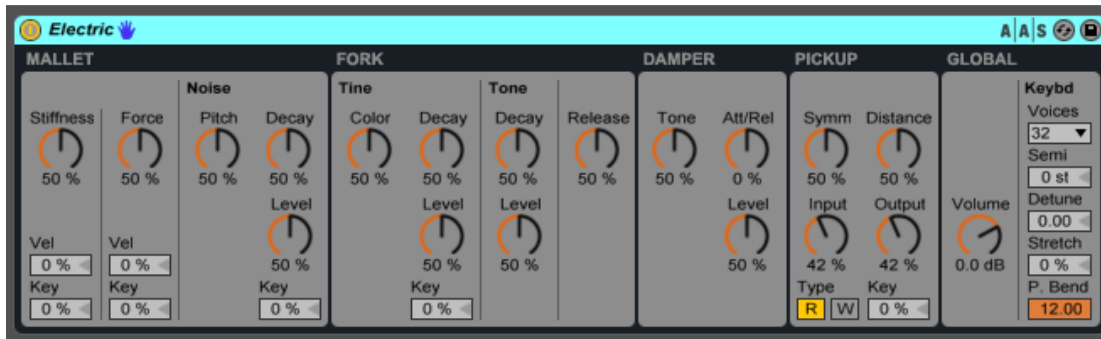 Electric A|A|S
MALLET FORK DAMPER PICKUP GLOBAL
Noise Tine Tone Keybd
Stiffness Force Pitch Decay Color Decay Decay Release Tone Att/Rel Symm Distance Voices
32
50 % 50 % 50 % 50 % 50 % 50 % 50 % 50 % 50 % 0 % 50 % 50 % Semi
0 st
Level Level Level Level Input Output Volume Detune
0.00
Vel Vel Stretch
0 % 0 % 50 % 50 % 50 % 50 % 42 % 42 % 0.0 dB 0 %
Key Key Key Key Type Key P. Bend
0 % 0 % 0 % 0 % R W 0 % 12.00